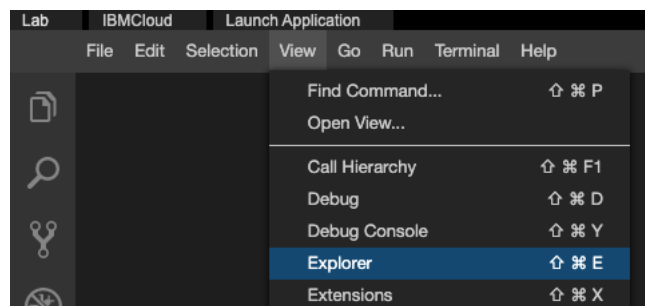 Lab IBMCloud Launch Application
File Edit Selection View Go Run Terminal Help
Find Command... ⇧ ⌘ P
Open View...
Call Hierarchy ⇧ ⌘ F1
Debug ⇧ ⌘ D
Debug Console ⇧ ⌘ Y
Explorer ⇧ ⌘ E
Extensions ⇧ ⌘ X